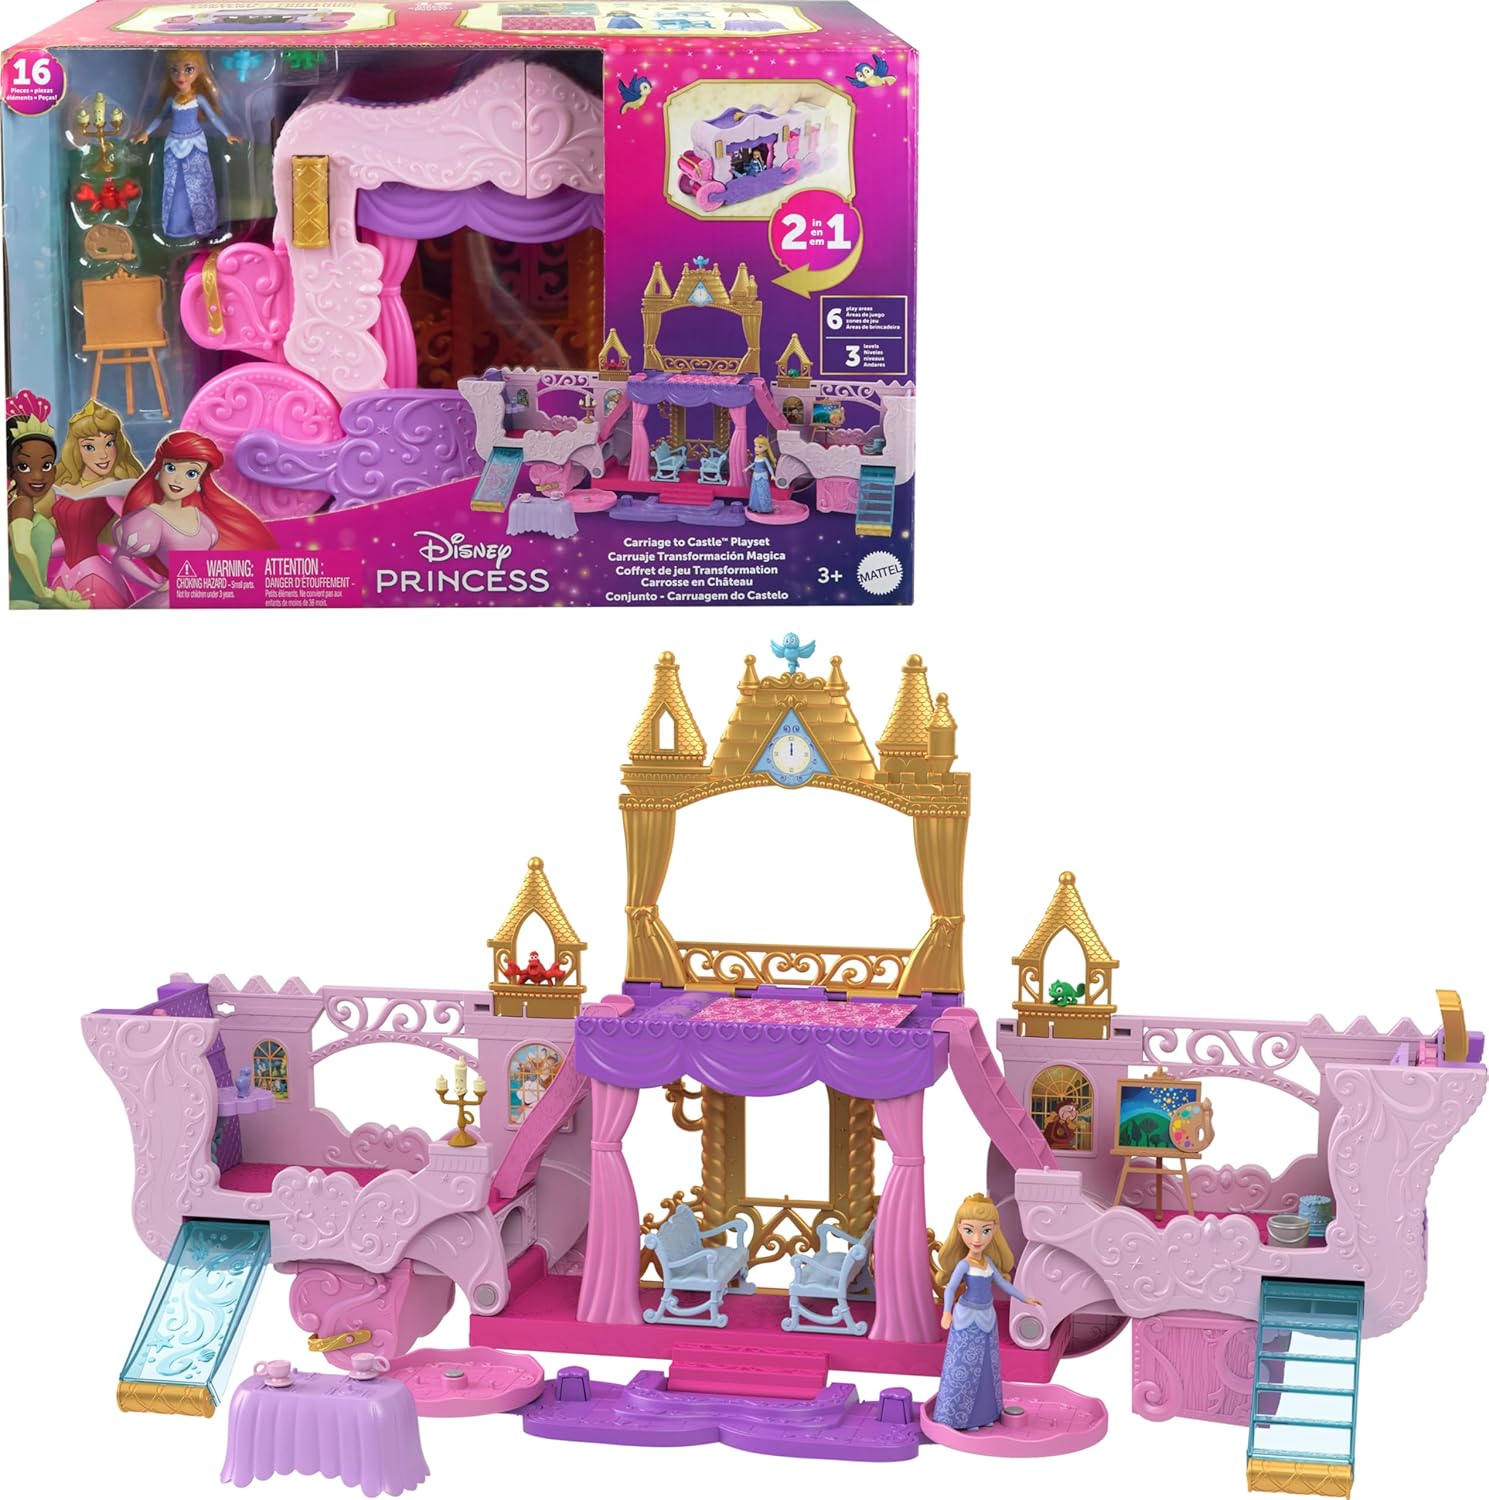 16
Pieces • piezas
éléments • Peças!
2 in en em 1
6 play areas
Áreas de juego
zones de jeu
Áreas de brincadeira
3 levels
Niveles
niveaux
Andares
WARNING:
CHOKING HAZARD – Small parts
Not for children under 3 years.
ATTENTION :
DANGER D'ÉTOUFFEMENT –
Petits éléments. Ne convient pas aux
enfants de moins de 36 mois.
Disney
PRINCESS
Carriage to Castle™ Playset
Carruaje Transformación Magica
Coffret de jeu Transformation
Carrosse en Château
Conjunto - Carruagem do Castelo
3+
MATTEL